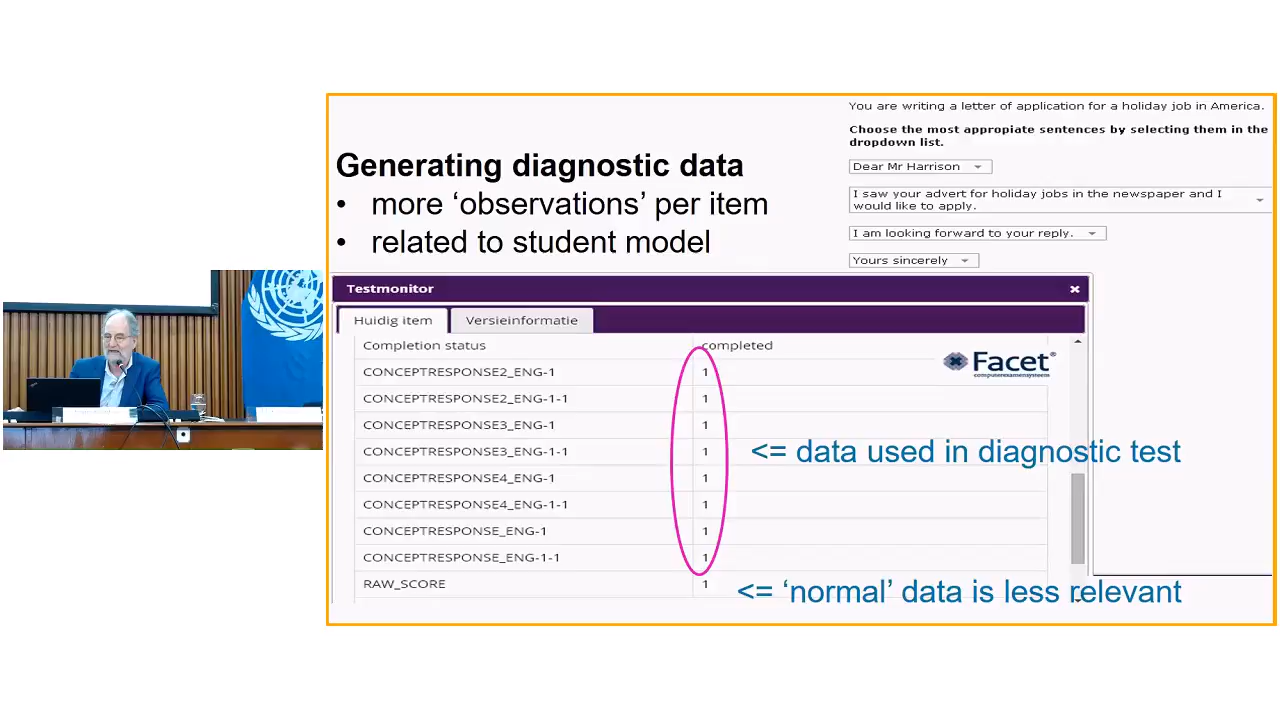 You are writing a letter of application for a holiday job in America.
Choose the most appropiate sentences by selecting them in the
dropdown list.
Dear Mr Harrison
I saw your advert for holiday jobs in the newspaper and I
would like to apply.
I am looking forward to your reply.
Yours sincerely
Generating diagnostic data
• more ‘observations’ per item
• related to student model
Testmonitor
Huidig item Versieinformatie
Completion status completed
Facet
computerexamensysteem
CONCEPTRESPONSE2_ENG-1 1
CONCEPTRESPONSE2_ENG-1-1 1
CONCEPTRESPONSE3_ENG-1 1
CONCEPTRESPONSE3_ENG-1-1 1
<= data used in diagnostic test
CONCEPTRESPONSE4_ENG-1 1
CONCEPTRESPONSE4_ENG-1-1 1
CONCEPTRESPONSE_ENG-1 1
CONCEPTRESPONSE_ENG-1-1 1
RAW_SCORE 1
<= ‘normal’ data is less relevant